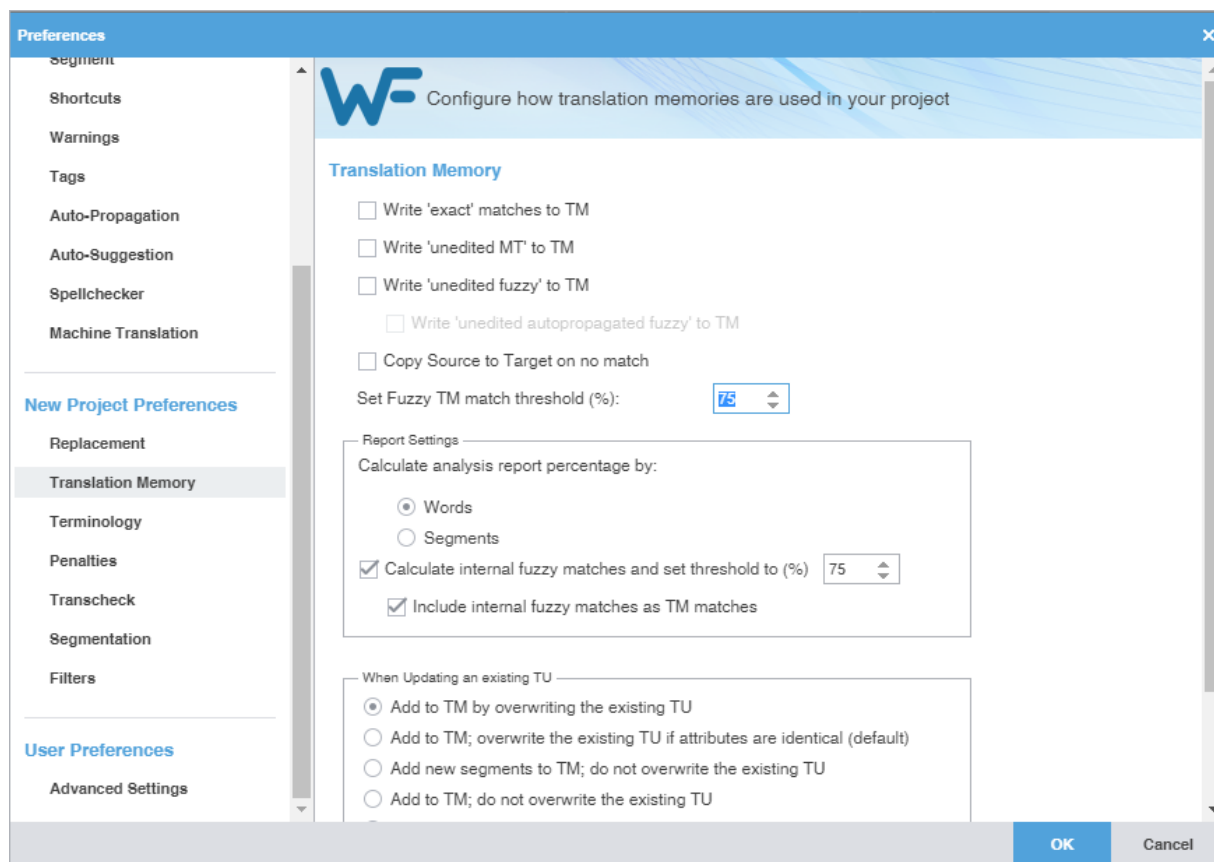 Preferences
Segment
Shortcuts
Warnings
Tags
Auto-Propagation
Auto-Suggestion
Spellchecker
Machine Translation
New Project Preferences
Replacement
Translation Memory
Terminology
Penalties
Transcheck
Segmentation
Filters
User Preferences
Advanced Settings
WF
Configure how translation memories are used in your project
Translation Memory
Write 'exact' matches to TM
Write 'unedited MT' to TM
Write 'unedited fuzzy' to TM
Write 'unedited autopropagated fuzzy' to TM
Copy Source to Target on no match
Set Fuzzy TM match threshold (%): 75
Report Settings
Calculate analysis report percentage by:
Words
Segments
Calculate internal fuzzy matches and set threshold to (%) 75
Include internal fuzzy matches as TM matches
When Updating an existing TU
Add to TM by overwriting the existing TU
Add to TM; overwrite the existing TU if attributes are identical (default)
Add new segments to TM; do not overwrite the existing TU
Add to TM; do not overwrite the existing TU
OK Cancel